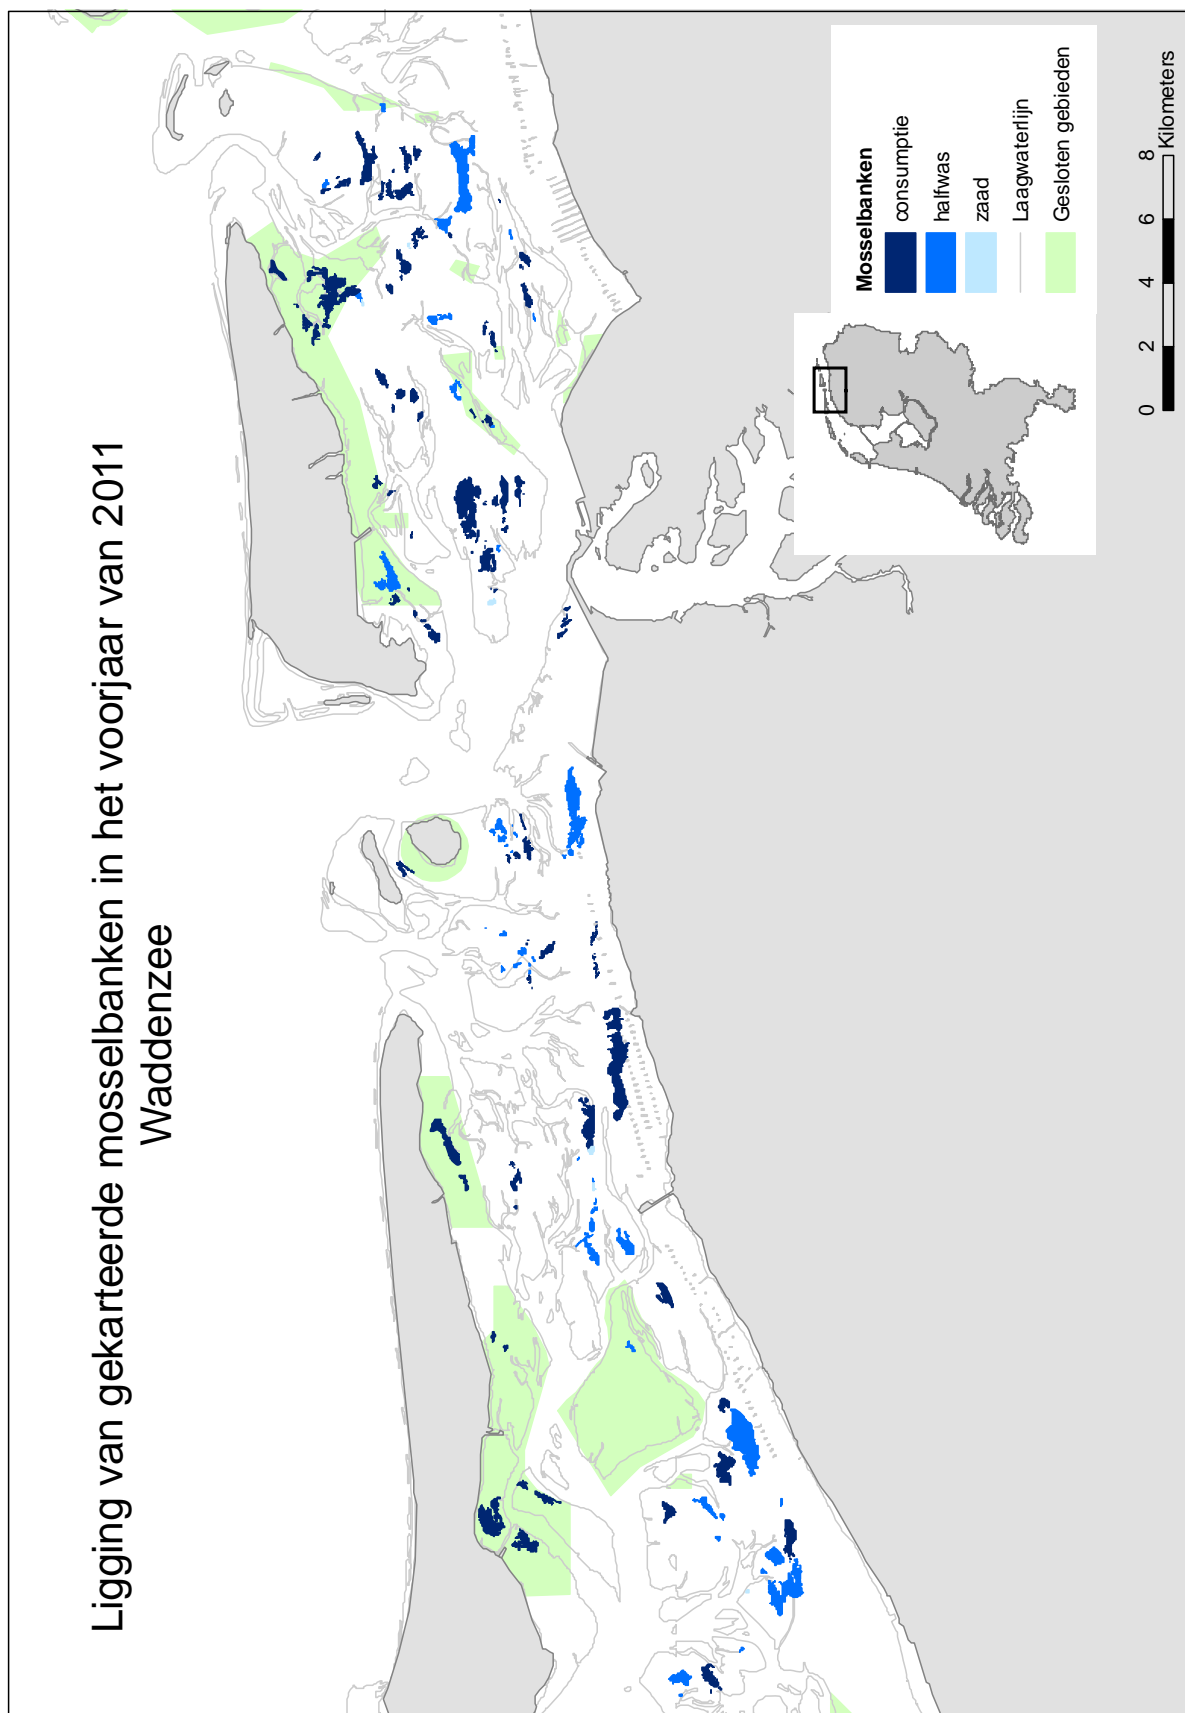 Ligging van gekarteerde mosselbanken in het voorjaar van 2011
Waddenzee
Mosselbanken
consumptie
halfwas
zaad
Laagwaterlijn
Gesloten gebieden
0 2 4 6 8
Kilometers